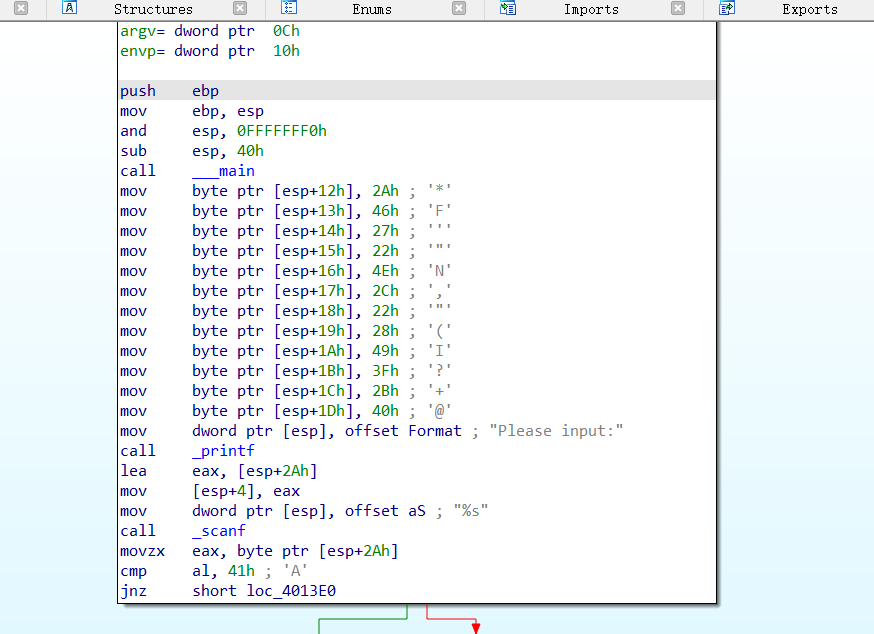 Structures Enums Imports Exports
argv= dword ptr  0Ch
envp= dword ptr  10h
push    ebp
mov     ebp, esp
and     esp, 0FFFFFFF0h
sub     esp, 40h
call    ___main
mov     byte ptr [esp+12h], 2Ah ; '*'
mov     byte ptr [esp+13h], 46h ; 'F'
mov     byte ptr [esp+14h], 27h ; '''
mov     byte ptr [esp+15h], 22h ; '"'
mov     byte ptr [esp+16h], 4Eh ; 'N'
mov     byte ptr [esp+17h], 2Ch ; ','
mov     byte ptr [esp+18h], 22h ; '"'
mov     byte ptr [esp+19h], 28h ; '('
mov     byte ptr [esp+1Ah], 49h ; 'I'
mov     byte ptr [esp+1Bh], 3Fh ; '?'
mov     byte ptr [esp+1Ch], 2Bh ; '+'
mov     byte ptr [esp+1Dh], 40h ; '@'
mov     dword ptr [esp], offset Format ; "Please input:"
call    _printf
lea     eax, [esp+2Ah]
mov     [esp+4], eax
mov     dword ptr [esp], offset aS ; "%s"
call    _scanf
movzx   eax, byte ptr [esp+2Ah]
cmp     al, 41h ; 'A'
jnz     short loc_4013E0